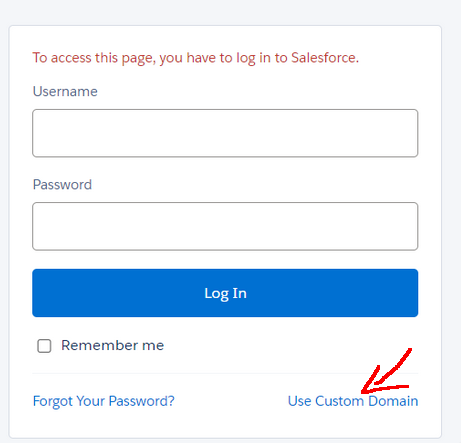 To access this page, you have to log in to Salesforce.
Username
Password
Log In
Remember me
Forgot Your Password?
Use Custom Domain